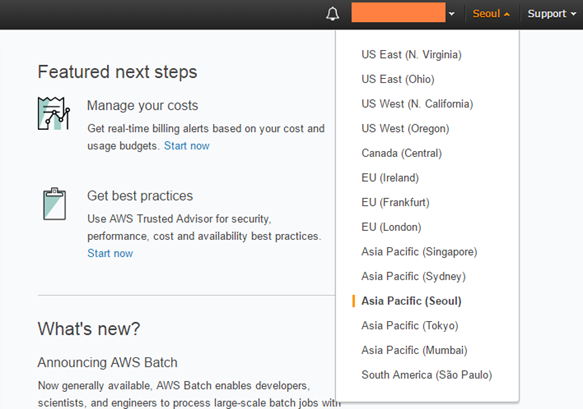 Seoul
Support
Featured next steps
Manage your costs
Get real-time billing alerts based on your cost and
usage budgets. Start now
Get best practices
Use AWS Trusted Advisor for security,
performance, cost and availability best practices.
Start now
What's new?
Announcing AWS Batch
Now generally available, AWS Batch enables developers,
scientists, and engineers to process large-scale batch jobs with
US East (N. Virginia)
US East (Ohio)
US West (N. California)
US West (Oregon)
Canada (Central)
EU (Ireland)
EU (Frankfurt)
EU (London)
Asia Pacific (Singapore)
Asia Pacific (Sydney)
Asia Pacific (Seoul)
Asia Pacific (Tokyo)
Asia Pacific (Mumbai)
South America (São Paulo)